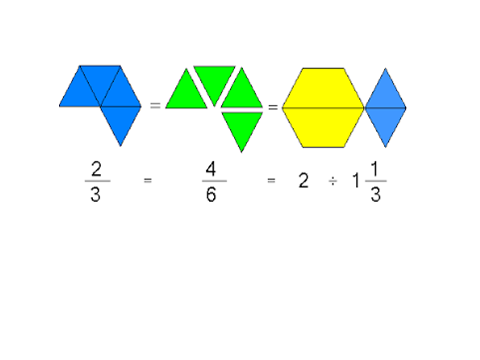 = =
2/3 = 4/6 = 2 ÷ 1 1/3